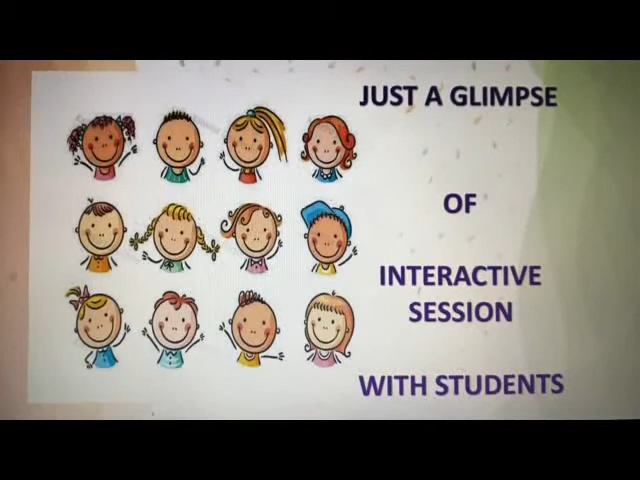 JUST A GLIMPSE
OF
INTERACTIVE
SESSION
WITH STUDENTS